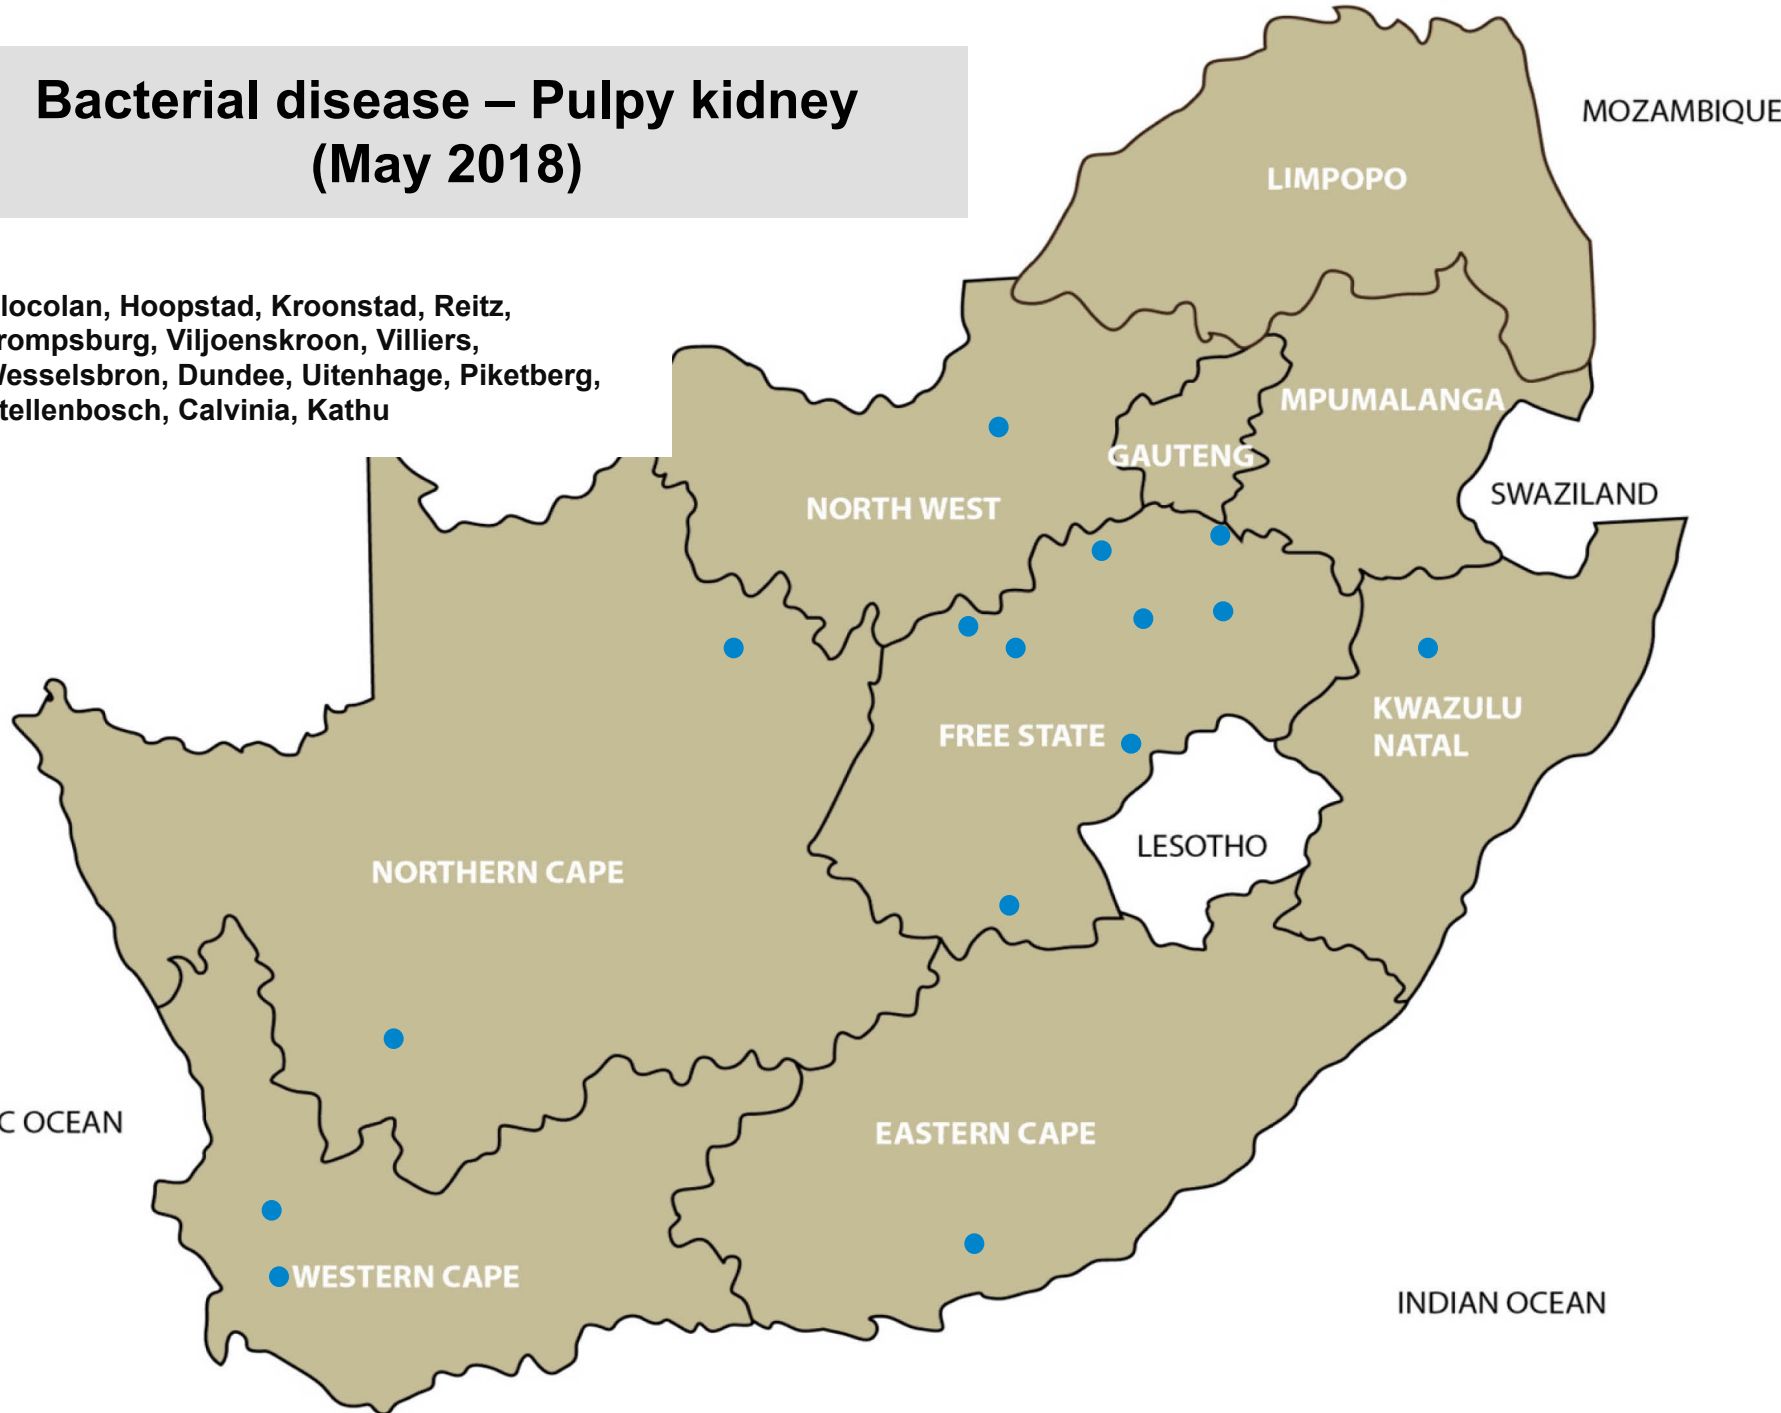 Bacterial disease – Pulpy kidney
(May 2018)
MOZAMBIQUE
LIMPOPO
locolan, Hoopstad, Kroonstad, Reitz,
rompsburg, Viljoenskroon, Villiers,
Wesselsbron, Dundee, Uitenhage, Piketberg,
tellenbosch, Calvinia, Kathu
MPUMALANGA
GAUTENG
SWAZILAND
NORTH WEST
KWAZULU
NATAL
FREE STATE
LESOTHO
NORTHERN CAPE
C OCEAN
EASTERN CAPE
WESTERN CAPE
INDIAN OCEAN